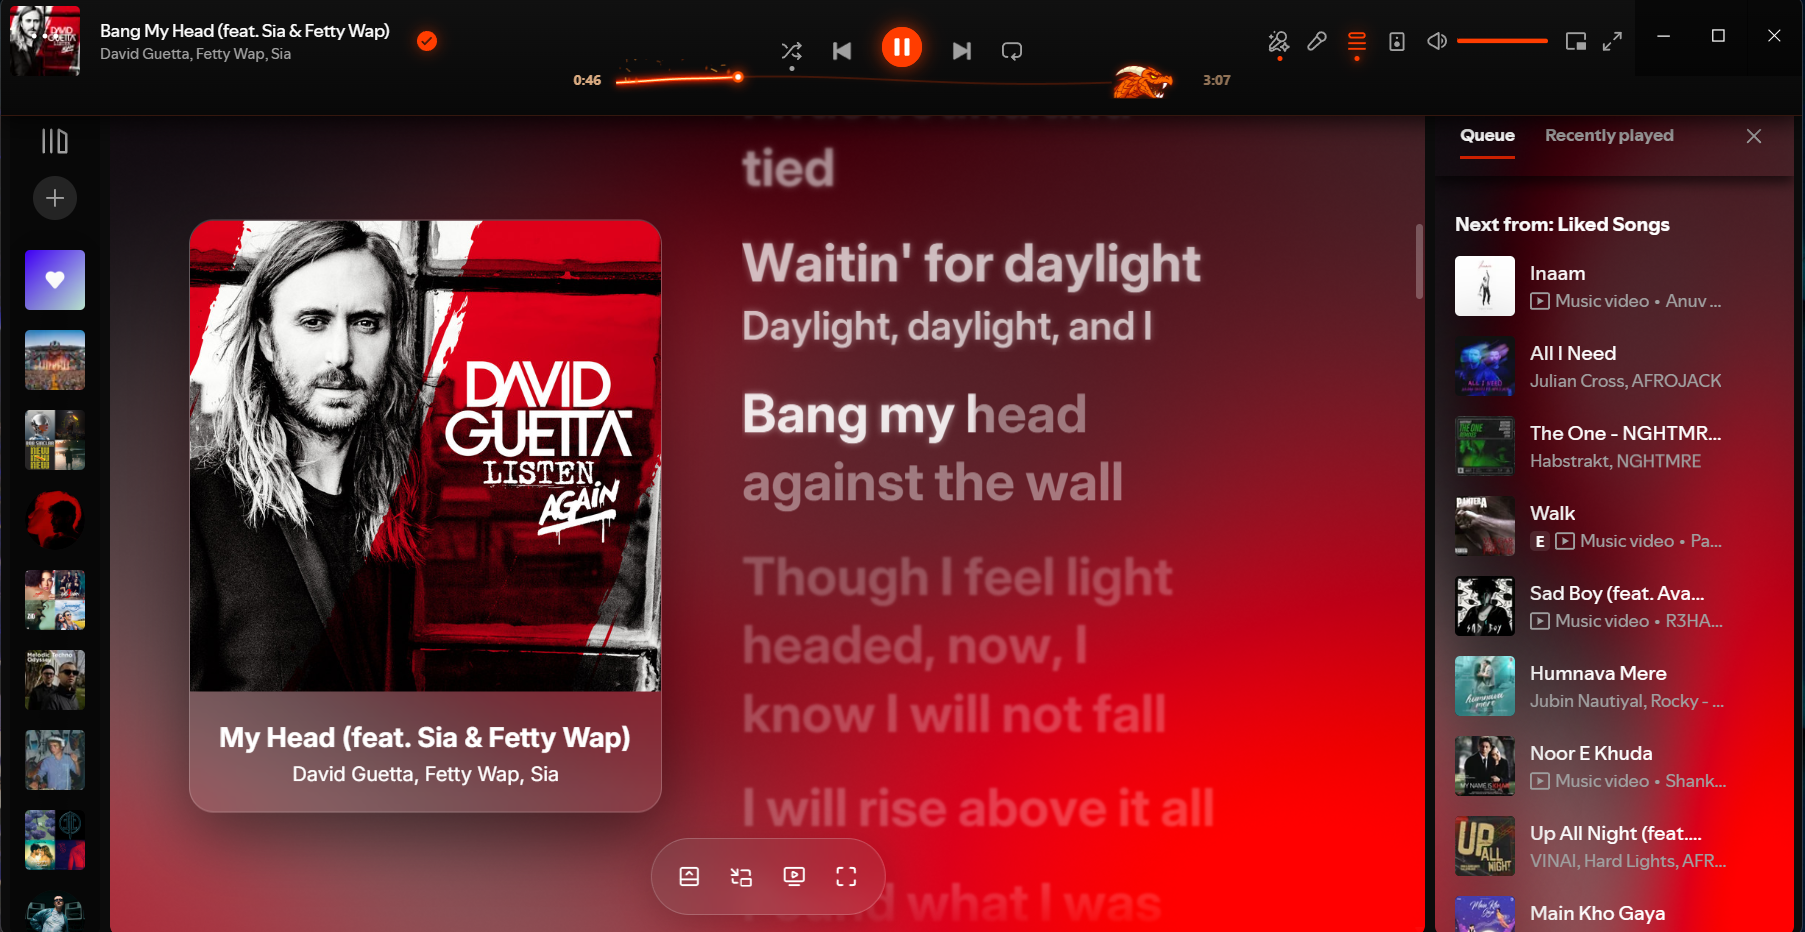 Bang My Head (feat. Sia & Fetty Wap)
David Guetta, Fetty Wap, Sia
0:46
3:07
tied
Waitin' for daylight
Daylight, daylight, and I
Bang my head
against the wall
Though I feel light
headed, now, I
know I will not fall
I will rise above it all
what I was
DAVID
GUETTA
LISTEN
AGAIN
My Head (feat. Sia & Fetty Wap)
David Guetta, Fetty Wap, Sia
Queue
Recently played
Next from: Liked Songs
Inaam
Music video • Anuv ...
All I Need
Julian Cross, AFROJACK
The One - NGHTMR...
Habstrakt, NGHTMRE
Walk
E Music video • Pa...
Sad Boy (feat. Ava...
Music video • R3HA...
Humnava Mere
Jubin Nautiyal, Rocky - ...
Noor E Khuda
Music video • Shank...
Up All Night (feat....
VINAI, Hard Lights, AFR...
Main Kho Gaya